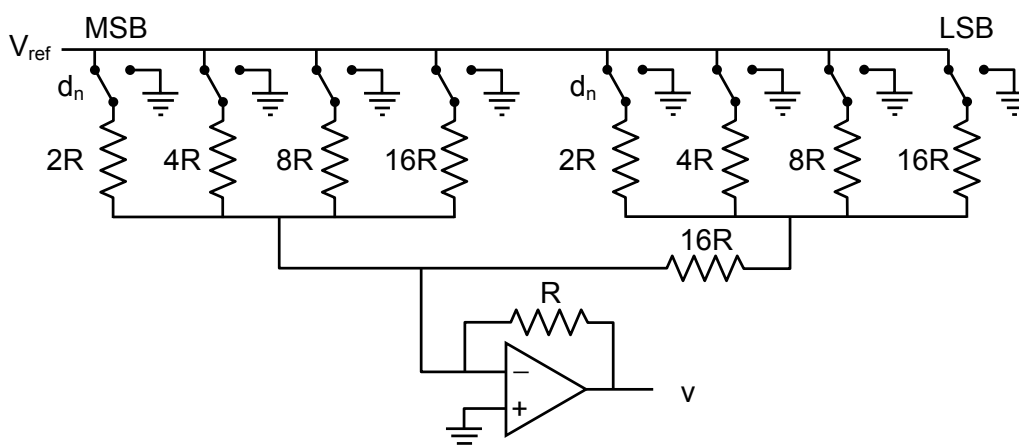 MSB LSB
Vref
dn dn
2R 4R 8R 16R 2R 4R 8R 16R
16R
R
−
+
v